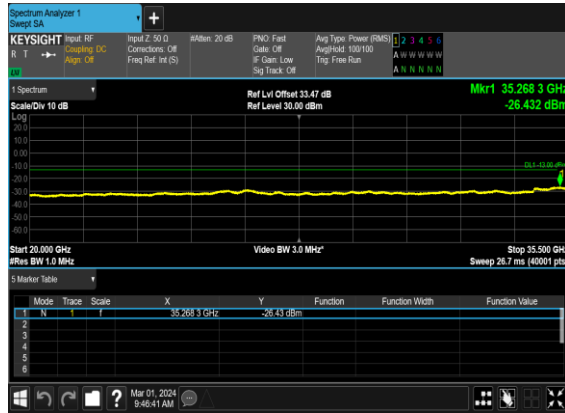 Spectrum Analyzer 1
Swept SA
+
KEYSIGHT
R T
Input: RF
Coupling: DC
Align: Off
Input Z: 50 Ω
Corrections: Off
Freq Ref: Int (S)
#Atten: 20 dB
PNO: Fast
Gate: Off
IF Gain: Low
Sig Track: Off
Avg Type: Power (RMS)
Avg|Hold: 100/100
Trig: Free Run
1 2 3 4 5 6
A W W W W W
A N N N N N
1 Spectrum
Scale/Div 10 dB
Ref Lvl Offset 33.47 dB
Ref Level 30.00 dBm
Mkr1 35.268 3 GHz
-26.432 dBm
Log
20.0
10.0
0.00
-10.0
-20.0
-30.0
-40.0
-50.0
-60.0
DL1 -13.00 dBm
Start 20.000 GHz
#Res BW 1.0 MHz
Video BW 3.0 MHz*
Stop 35.500 GHz
Sweep 26.7 ms (40001 pts)
5 Marker Table
Mode Trace Scale X Y Function Function Width Function Value
1 N 1 f 35.268 3 GHz -26.43 dBm
2
3
4
5
6
? Mar 01, 2024
9:46:41 AM